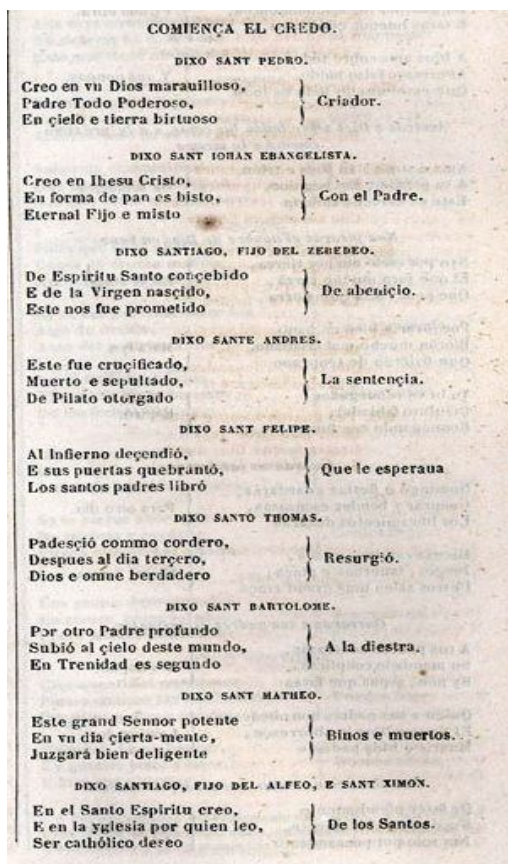 COMIENÇA EL CREDO.
DIXO SANT PEDRO.
Creo en vn Dios marauilloso,
Padre Todo Poderoso,
En çielo e tierra birtuoso
Criador.
DIXO SANT IOHAN EBANGELISTA.
Creo en Ihesu Cristo,
En forma de pan es bisto,
Eternal Fijo e misto
Con el Padre.
DIXO SANTIAGO, FIJO DEL ZEBEDEO.
De Espiritu Santo conçebido
E de la Virgen nasçido,
Este nos fue prometido
De abeniçio.
DIXO SANTE ANDRES.
Este fue cruçificado,
Muerto e sepultado,
De Pilato otorgado
La sentençia.
DIXO SANT FELIPE.
Al Infierno deçendió,
E sus puertas quebrantó,
Los santos padres libró
Que le esperaua
DIXO SANTO THOMAS.
Padesçió commo cordero,
Despues al dia terçero,
Dios e omne berdadero
Resurgió.
DIXO SANT BARTOLOME.
Por otro Padre profundo
Subió al çielo deste mundo,
En Trenidad es segundo
A la diestra.
DIXO SANT MATHEO.
Este grand Sennor potente
En vn dia çierta-mente,
Juzgará bien deligente
Biuos e muertos.
DIXO SANTIAGO, FIJO DEL ALFEO, E SANT XIMON.
En el Santo Espiritu creo,
E en la yglesia por quien leo,
Ser cathólico deseo
De los Santos.